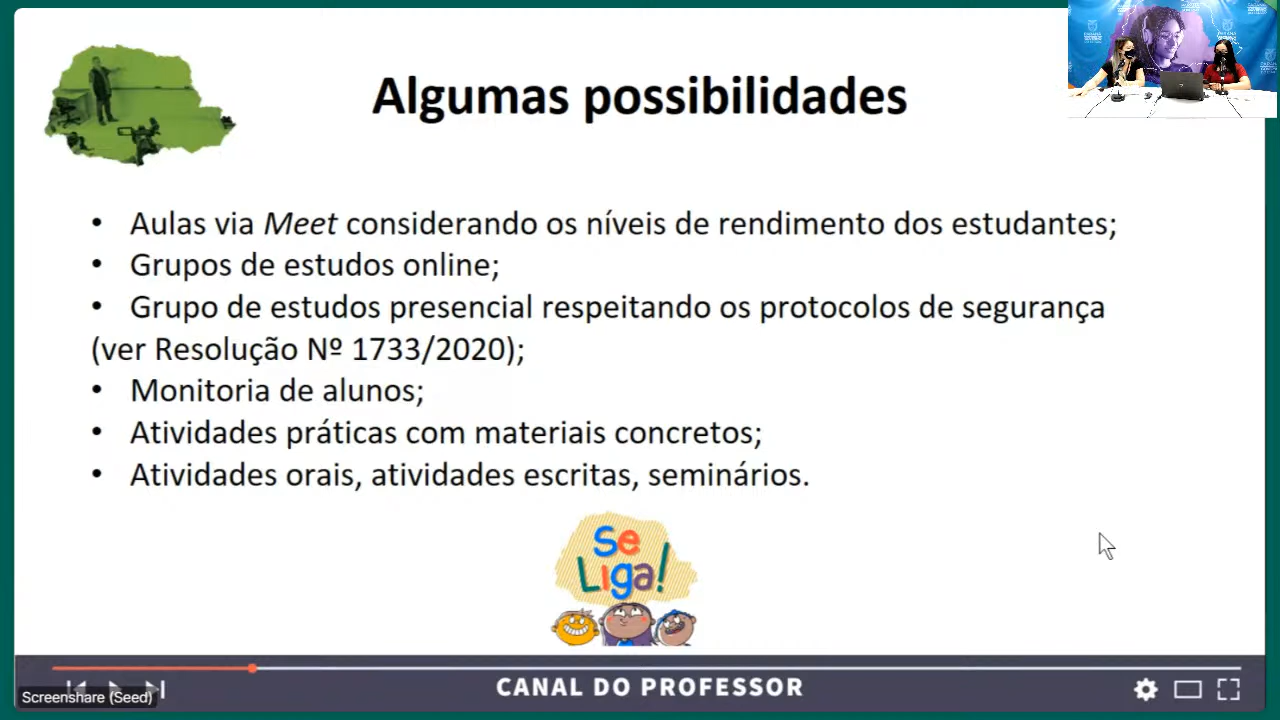 Algumas possibilidades
• Aulas via Meet considerando os níveis de rendimento dos estudantes;
• Grupos de estudos online;
• Grupo de estudos presencial respeitando os protocolos de segurança
(ver Resolução Nº 1733/2020);
• Monitoria de alunos;
• Atividades práticas com materiais concretos;
• Atividades orais, atividades escritas, seminários.
Se
Liga!
CANAL DO PROFESSOR
Screenshare (Seed)